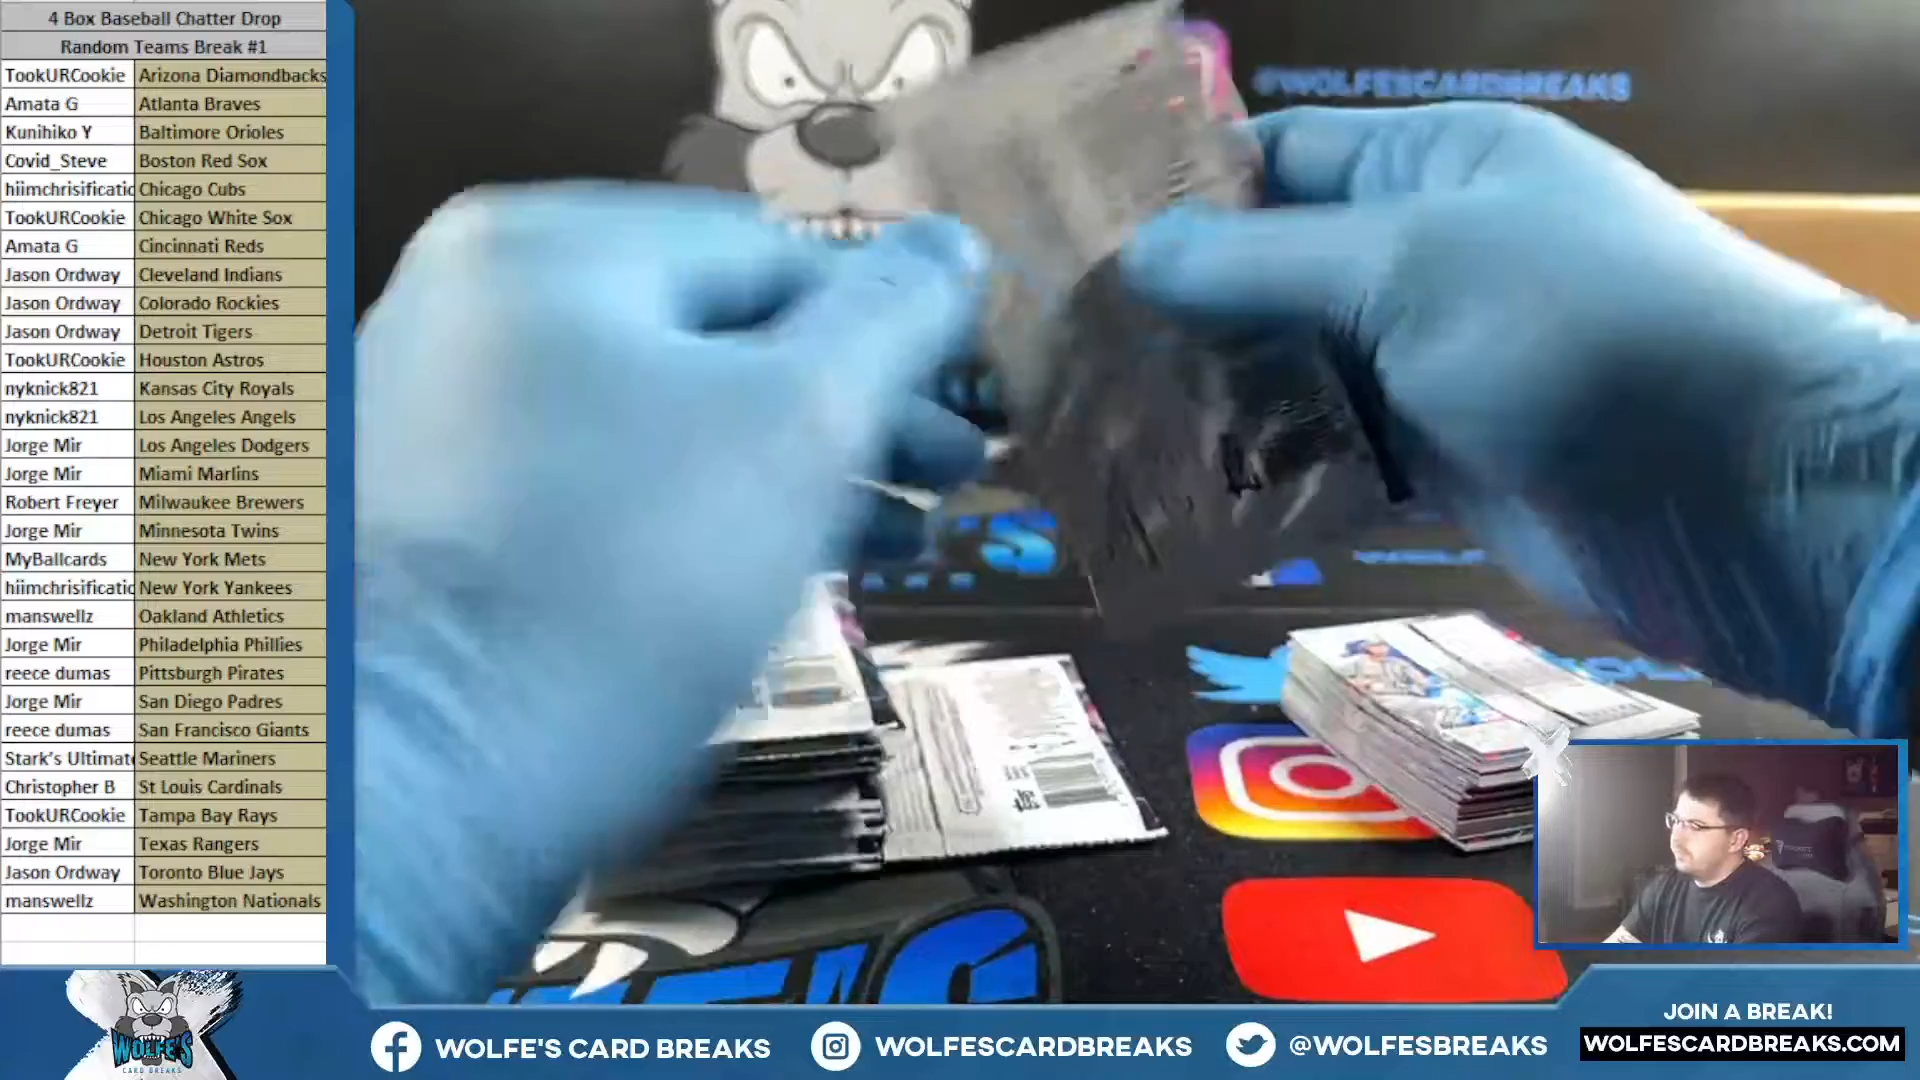 4 Box Baseball Chatter Drop
Random Teams Break #1
TookURCookie Arizona Diamondbacks
Amata G Atlanta Braves
Kunihiko Y Baltimore Orioles
Covid_Steve Boston Red Sox
hiimchrisificatio Chicago Cubs
TookURCookie Chicago White Sox
Amata G Cincinnati Reds
Jason Ordway Cleveland Indians
Jason Ordway Colorado Rockies
Jason Ordway Detroit Tigers
TookURCookie Houston Astros
nyknick821 Kansas City Royals
nyknick821 Los Angeles Angels
Jorge Mir Los Angeles Dodgers
Jorge Mir Miami Marlins
Robert Freyer Milwaukee Brewers
Jorge Mir Minnesota Twins
MyBallcards New York Mets
hiimchrisificatio New York Yankees
manswellz Oakland Athletics
Jorge Mir Philadelphia Phillies
reece dumas Pittsburgh Pirates
Jorge Mir San Diego Padres
reece dumas San Francisco Giants
Stark's Ultimat Seattle Mariners
Christopher B St Louis Cardinals
TookURCookie Tampa Bay Rays
Jorge Mir Texas Rangers
Jason Ordway Toronto Blue Jays
manswellz Washington Nationals
@WOLFESCARDBREAKS
WOLFE'S
CARD BREAKS
WOLFE'S CARD BREAKS
WOLFESCARDBREAKS
@WOLFESBREAKS
JOIN A BREAK!
WOLFESCARDBREAKS.COM